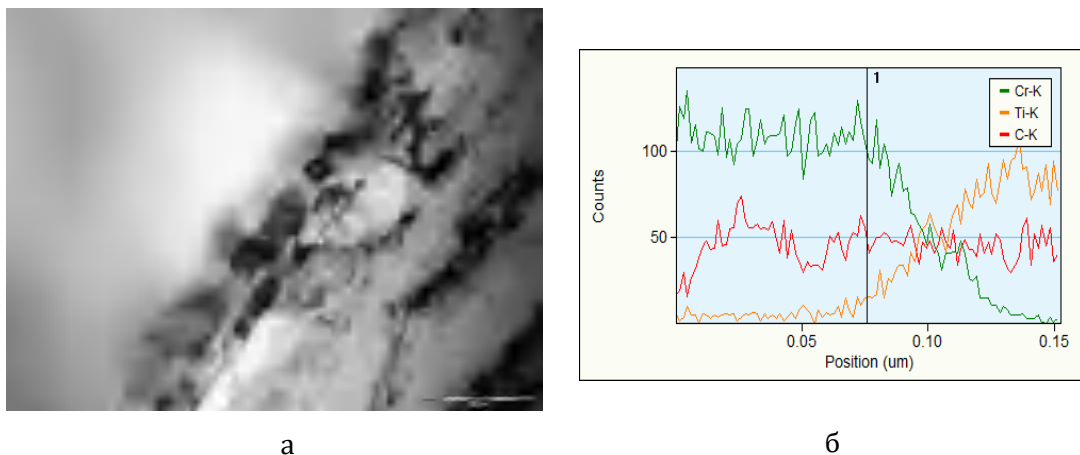 1
Cr-K
Ti-K
C-K
100
50
Counts
0.05
0.10
0.15
Position (um)
а
б